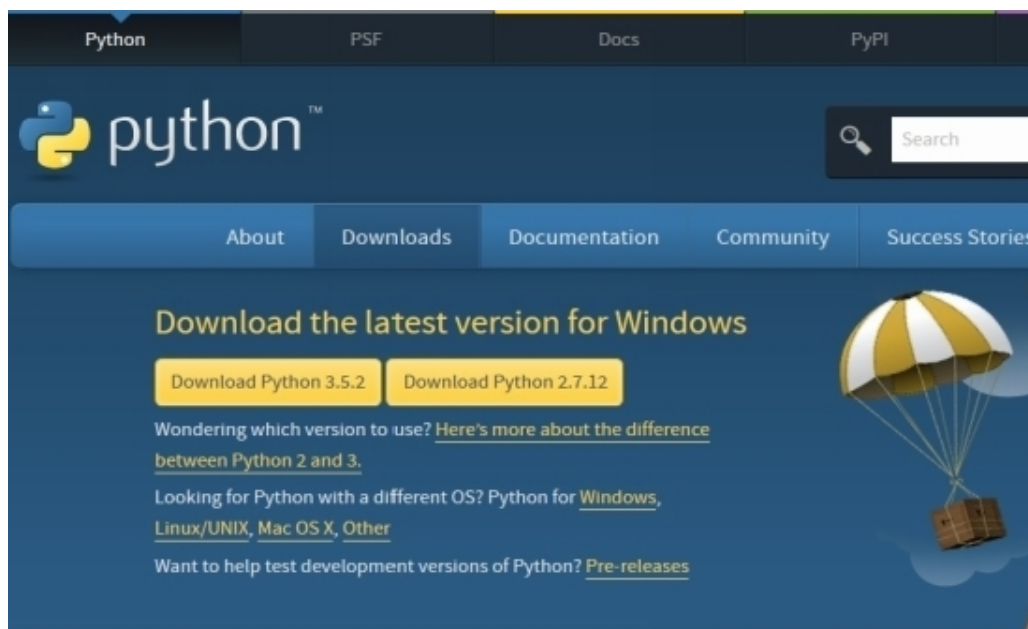 Python PSF Docs PyPI
python™
Search
About Downloads Documentation Community Success Stories
Download the latest version for Windows
Download Python 3.5.2 Download Python 2.7.12
Wondering which version to use? Here's more about the difference
between Python 2 and 3.
Looking for Python with a different OS? Python for Windows,
Linux/UNIX, Mac OS X, Other
Want to help test development versions of Python? Pre-releases